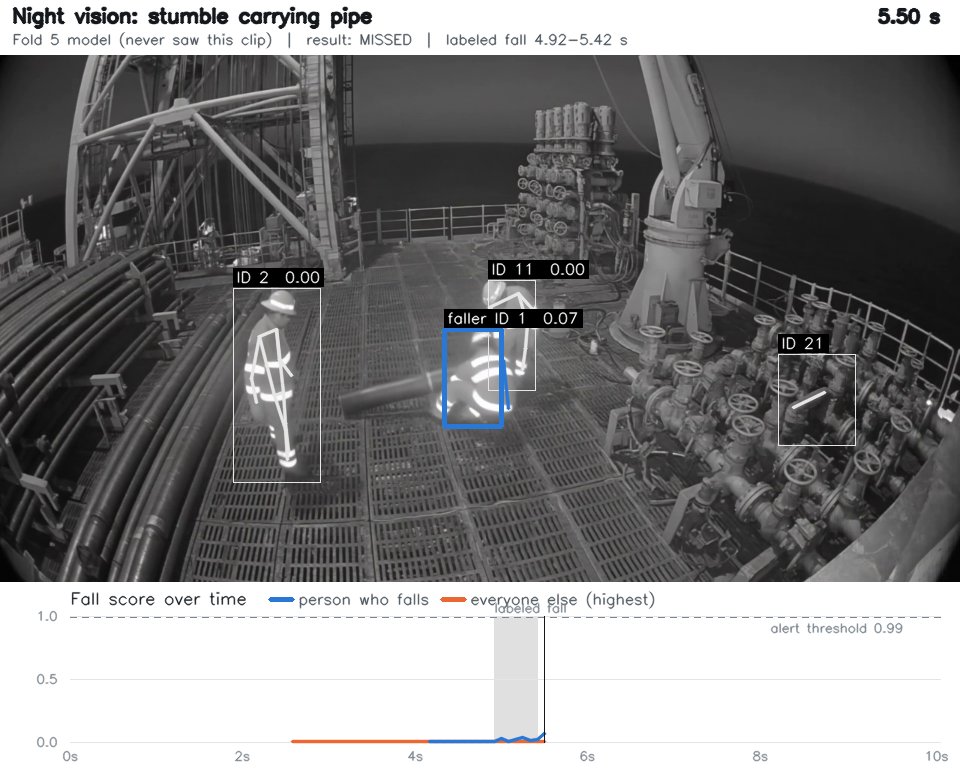 Night vision: stumble carrying pipe
5.50 s
Fold 5 model (never saw this clip) | result: MISSED | labeled fall 4.92–5.42 s
ID 2 0.00
ID 11 0.00
faller ID 1 0.07
ID 21
Fall score over time
person who falls
everyone else (highest)
labeled fall
1.0
alert threshold 0.99
0.5
0.0
0s 2s 4s 6s 8s 10s